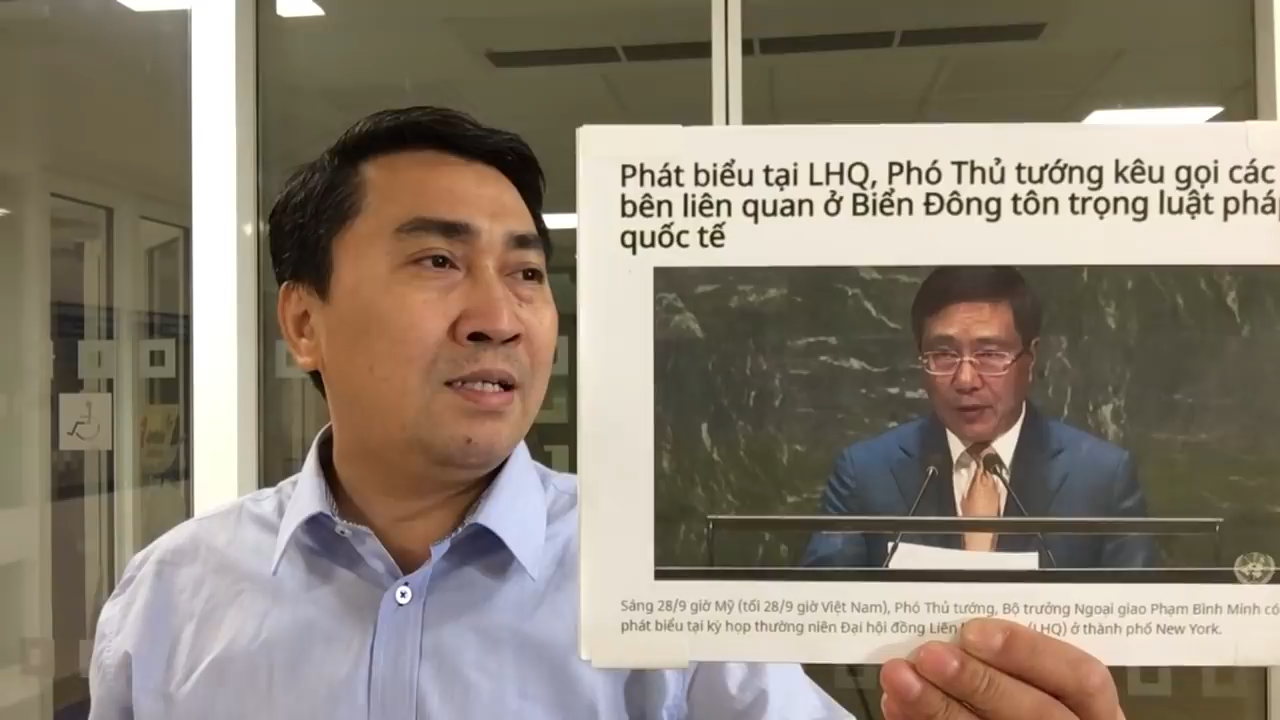 Phát biểu tại LHQ, Phó Thủ tướng kêu gọi các
bên liên quan ở Biển Đông tôn trọng luật pháp
quốc tế
Sáng 28/9 giờ Mỹ (tối 28/9 giờ Việt Nam), Phó Thủ tướng, Bộ trưởng Ngoại giao Phạm Bình Minh có
phát biểu tại kỳ họp thường niên Đại hội đồng Liên (LHQ) ở thành phố New York.